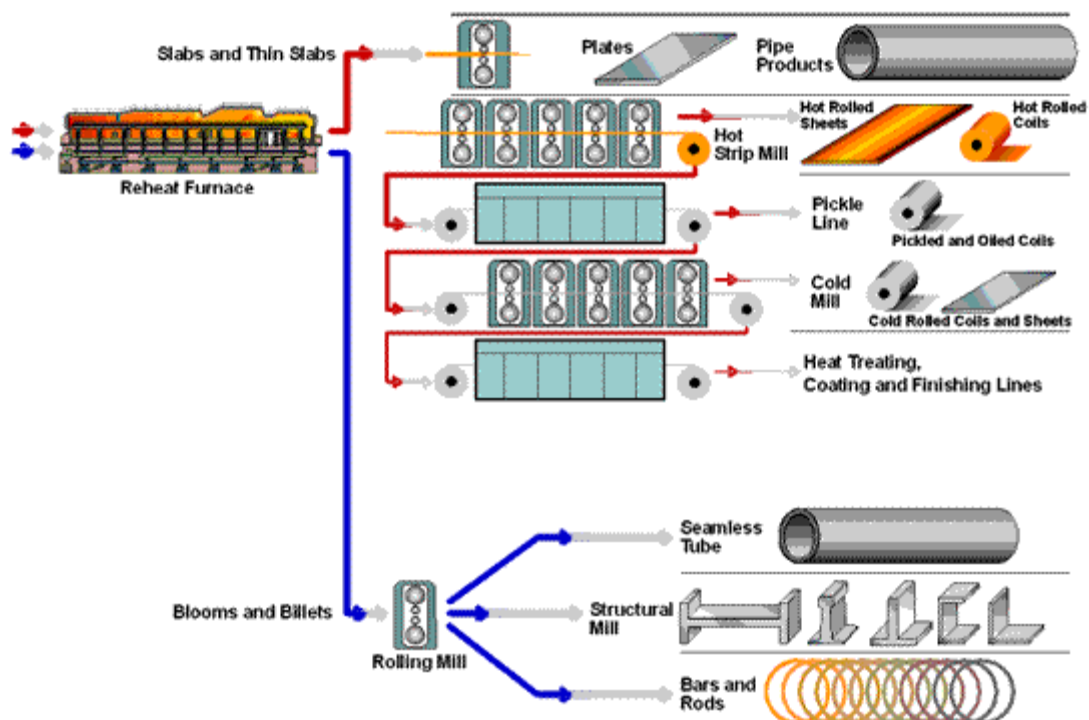 Slabs and Thin Slabs
Plates
Pipe
Products
Reheat Furnace
Hot
Strip Mill
Hot Rolled
Sheets
Hot Rolled
Coils
Pickle
Line
Pickled and Oiled Coils
Cold
Mill
Cold Rolled Coils and Sheets
Heat Treating,
Coating and Finishing Lines
Seamless
Tube
Blooms and Billets
Rolling Mill
Structural
Mill
Bars and
Rods